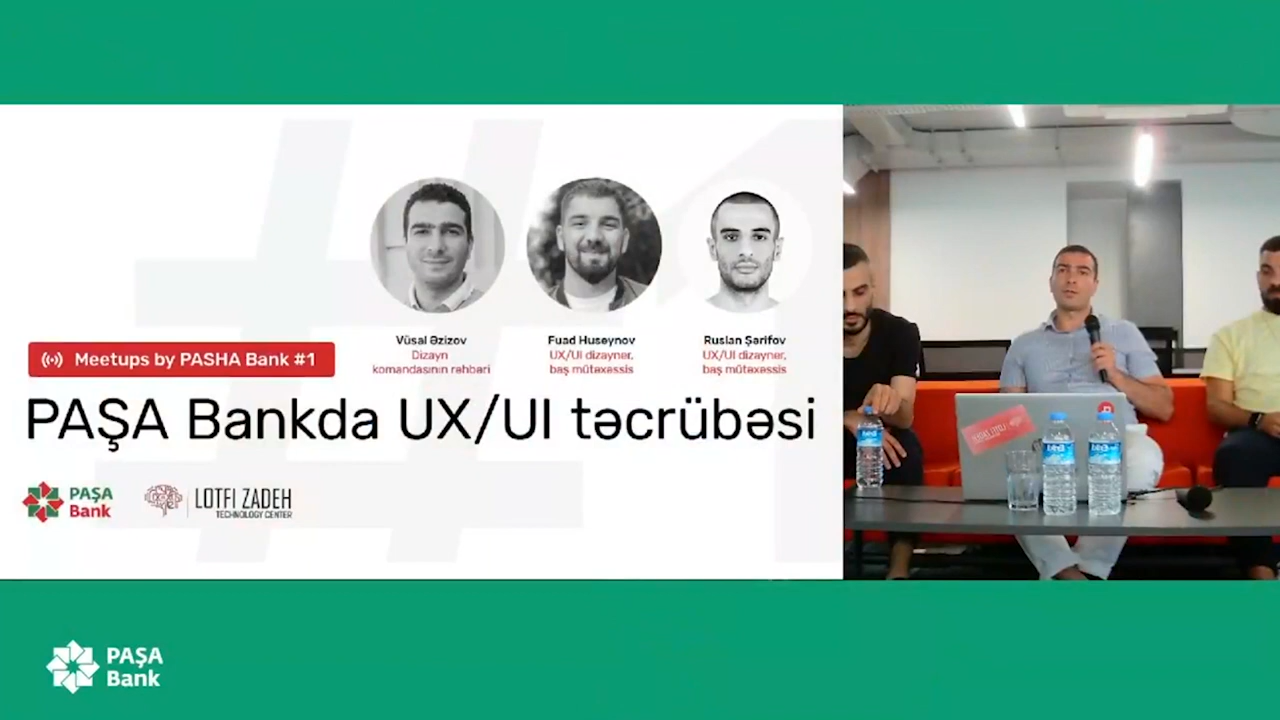 Vüsal Əzizov
Dizayn
komandasının rəhbəri
Fuad Huseynov
UX/UI dizayner,
baş mütəxəssis
Ruslan Şərifov
UX/UI dizayner,
baş mütəxəssis
Meetups by PASHA Bank #1
PAŞA Bankda UX/UI təcrübəsi
PAŞA
Bank
LOTFI ZADEH
TECHNOLOGY CENTER
PAŞA
Bank